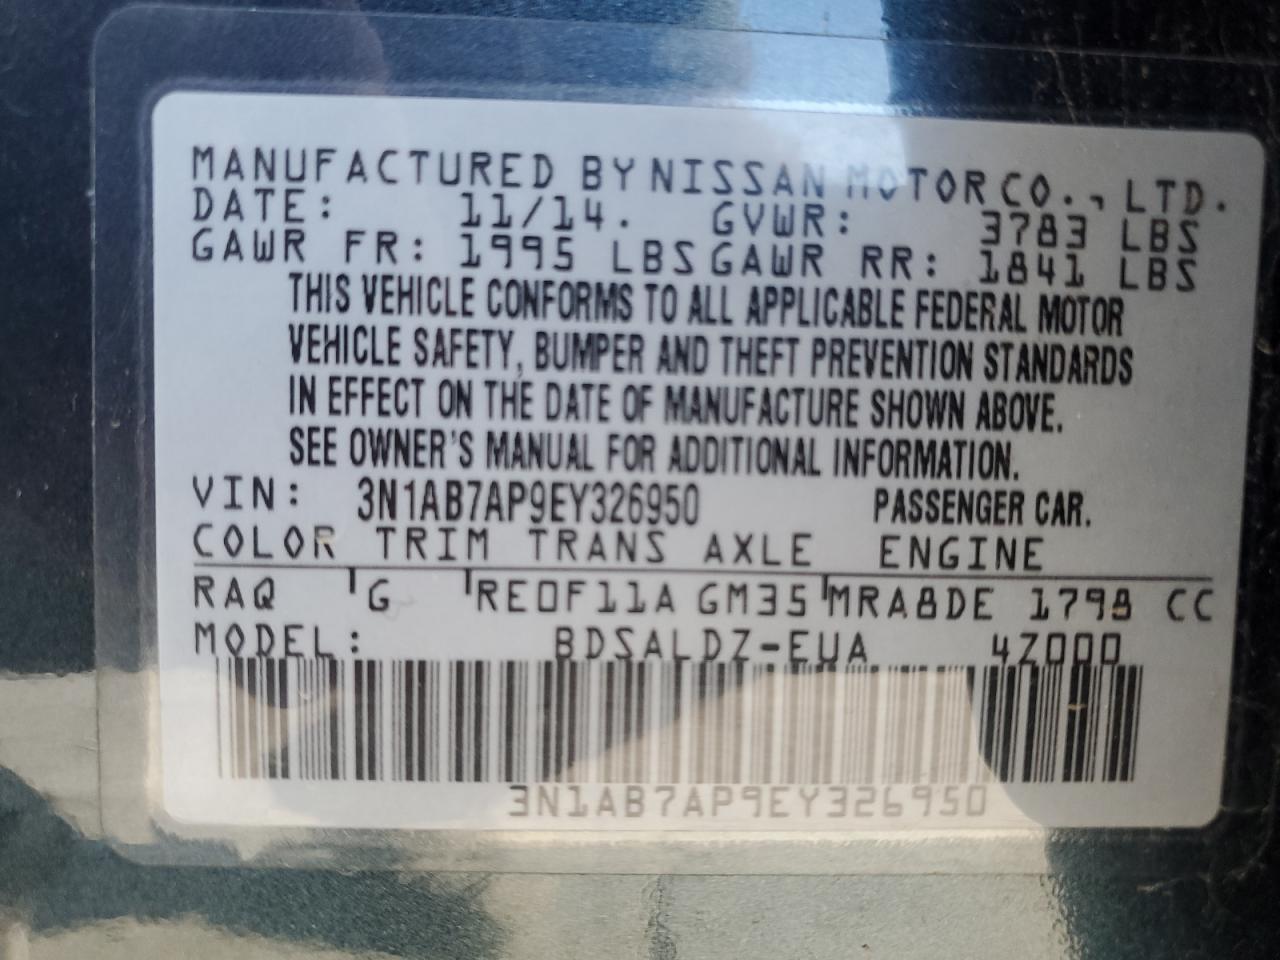 MANUFACTURED BY NISSAN MOTOR CO., LTD.
DATE: 11/14. GVWR: 3783 LBS
GAWR FR: 1995 LBS GAWR RR: 1841 LBS
THIS VEHICLE CONFORMS TO ALL APPLICABLE FEDERAL MOTOR
VEHICLE SAFETY, BUMPER AND THEFT PREVENTION STANDARDS
IN EFFECT ON THE DATE OF MANUFACTURE SHOWN ABOVE.
SEE OWNER'S MANUAL FOR ADDITIONAL INFORMATION.
VIN: 3N1AB7AP9EY326950 PASSENGER CAR.
COLOR TRIM TRANS AXLE ENGINE
RAQ G RE0F11A GM35 MRA8DE 1798 CC
MODEL: BDSALDZ-EUA 4Z000
3N1AB7AP9EY326950